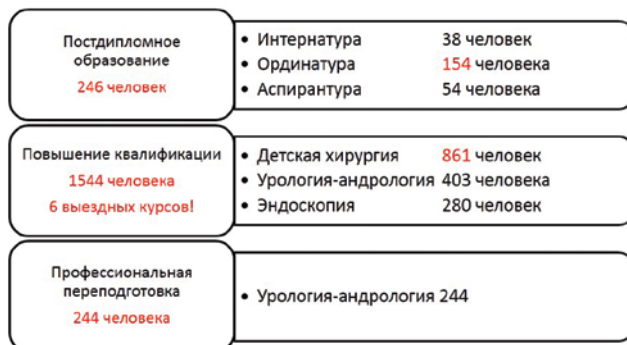 Постдипломное
образование
246 человек
• Интернатура 38 человек
• Ординатура 154 человека
• Аспирантура 54 человека
Повышение квалификации
1544 человека
6 выездных курсов!
• Детская хирургия 861 человек
• Урология-андрология 403 человека
• Эндоскопия 280 человек
Профессиональная
переподготовка
244 человека
• Урология-андрология 244